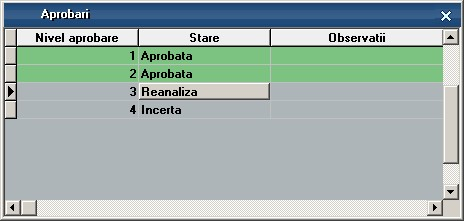 Aprobari
Nivel aprobare Stare Observatii
1 Aprobata
2 Aprobata
3 Reanaliza
4 Incerta